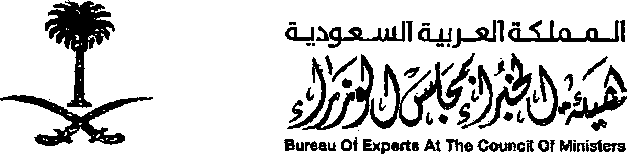 المملكة العربية السعودية
هيئة الخبراء بمجلس الوزراء
Bureau Of Experts At The Council Of Ministers